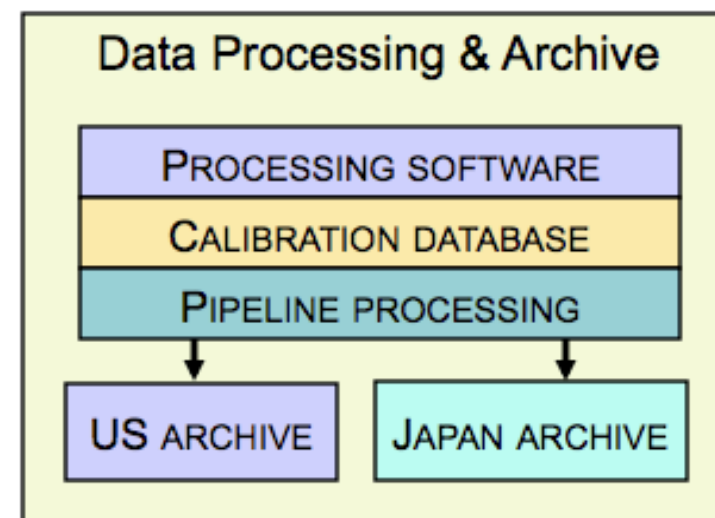 Data Processing & Archive
PROCESSING SOFTWARE
CALIBRATION DATABASE
PIPELINE PROCESSING
US ARCHIVE
JAPAN ARCHIVE